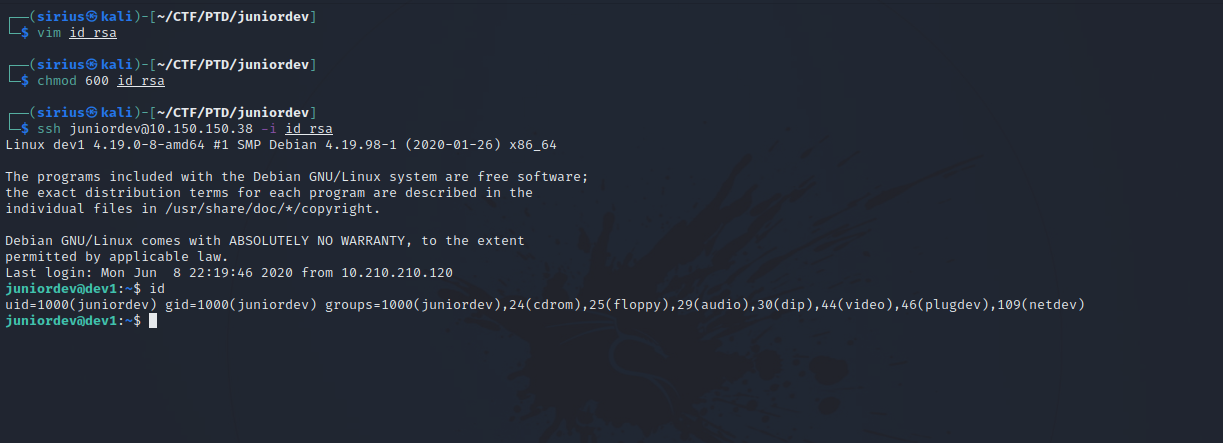 ┌──(sirius㉿kali)-[~/CTF/PTD/juniordev]
└─$ vim id_rsa
┌──(sirius㉿kali)-[~/CTF/PTD/juniordev]
└─$ chmod 600 id_rsa
┌──(sirius㉿kali)-[~/CTF/PTD/juniordev]
└─$ ssh juniordev@10.150.150.38 -i id_rsa
Linux dev1 4.19.0-8-amd64 #1 SMP Debian 4.19.98-1 (2020-01-26) x86_64
The programs included with the Debian GNU/Linux system are free software;
the exact distribution terms for each program are described in the
individual files in /usr/share/doc/*/copyright.
Debian GNU/Linux comes with ABSOLUTELY NO WARRANTY, to the extent
permitted by applicable law.
Last login: Mon Jun  8 22:19:46 2020 from 10.210.210.120
juniordev@dev1:~$ id
uid=1000(juniordev) gid=1000(juniordev) groups=1000(juniordev),24(cdrom),25(floppy),29(audio),30(dip),44(video),46(plugdev),109(netdev)
juniordev@dev1:~$